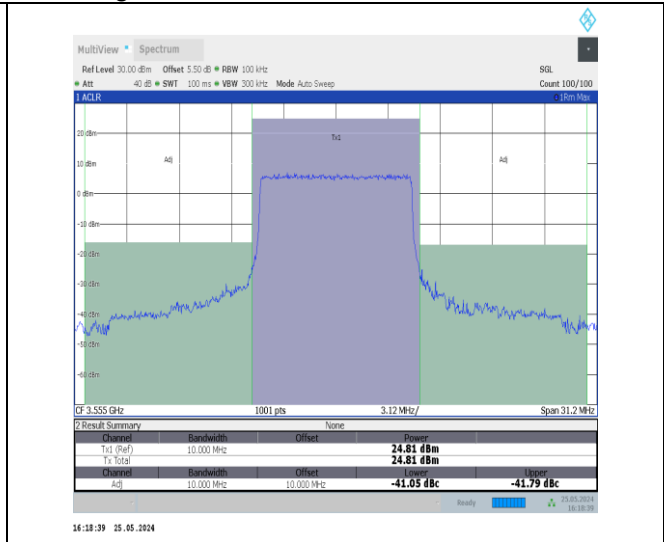 MultiView Spectrum
Ref Level 30.00 dBm Offset 5.50 dB RBW 100 kHz SGL
Att 40 dB SWT 100 ms VBW 300 kHz Mode Auto Sweep Count 100/100
1 ACLR 1Rm Max
Tx1
20 dBm
Adj Adj
10 dBm
0 dBm
-10 dBm
-20 dBm
-30 dBm
-40 dBm
-50 dBm
-60 dBm
CF 3.555 GHz 1001 pts 3.12 MHz/ Span 31.2 MHz
2 Result Summary None
Channel Bandwidth Offset Power
Tx1 (Ref) 10.000 MHz 24.81 dBm
Tx Total 24.81 dBm
Channel Bandwidth Offset Lower Upper
Adj 10.000 MHz 10.000 MHz -41.05 dBc -41.79 dBc
Ready 25.05.2024
16:18:39
16:18:39 25.05.2024